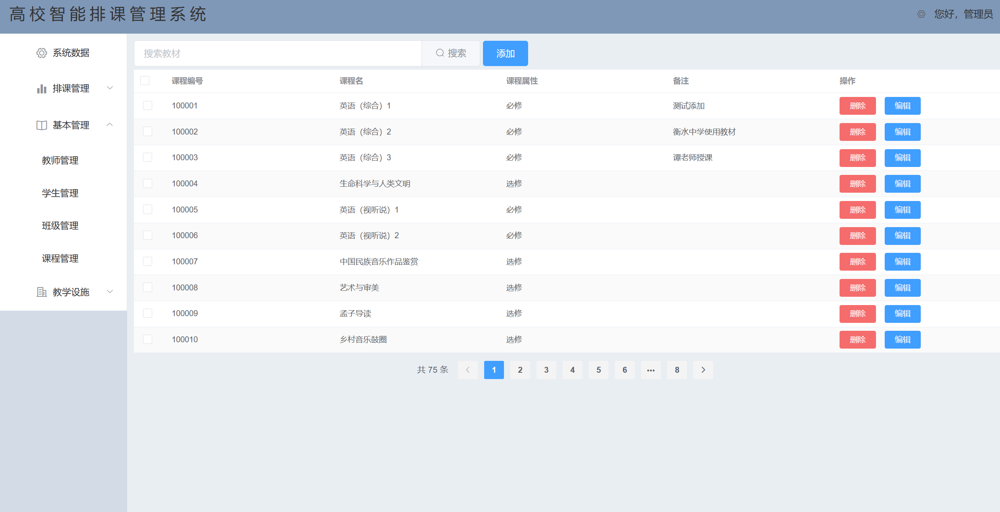 高校智能排课管理系统
您好，管理员
系统数据
排课管理
基本管理
教师管理
学生管理
班级管理
课程管理
教学设施
搜索教材 搜索 添加
课程编号 课程名 课程属性 备注 操作
100001 英语（综合）1 必修 测试添加 删除 编辑
100002 英语（综合）2 必修 衡水中学使用教材 删除 编辑
100003 英语（综合）3 必修 谭老师授课 删除 编辑
100004 生命科学与人类文明 选修 删除 编辑
100005 英语（视听说）1 必修 删除 编辑
100006 英语（视听说）2 必修 删除 编辑
100007 中国民族音乐作品鉴赏 选修 删除 编辑
100008 艺术与审美 选修 删除 编辑
100009 孟子导读 选修 删除 编辑
100010 乡村音乐鼓圈 选修 删除 编辑
共 75 条 1 2 3 4 5 6 ••• 8